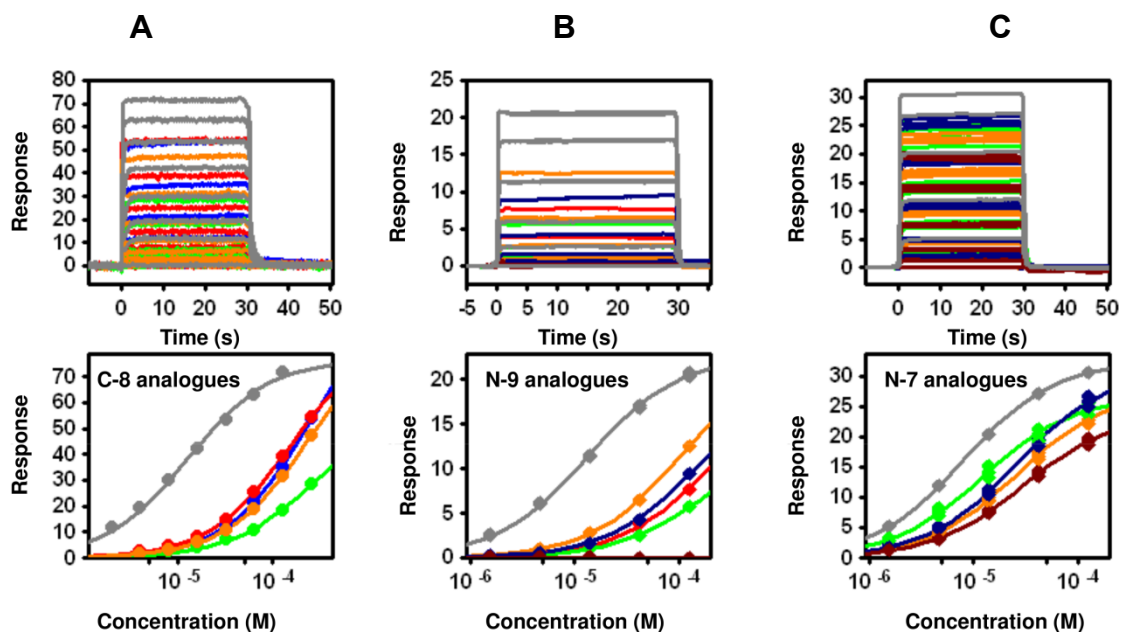 A
B
C
Response
80
70
60
50
40
30
20
10
0
0 10 20 30 40 50
Time (s)
Response
25
20
15
10
5
0
-5 0 5 10 20 30
Time (s)
Response
30
25
20
15
10
5
0
0 10 20 30 40 50
Time (s)
Response
C-8 analogues
70
60
50
40
30
20
10
0
10⁻⁵ 10⁻⁴
Concentration (M)
Response
N-9 analogues
20
15
10
5
0
10⁻⁶ 10⁻⁵ 10⁻⁴
Concentration (M)
Response
N-7 analogues
30
25
20
15
10
5
0
10⁻⁶ 10⁻⁵ 10⁻⁴
Concentration (M)